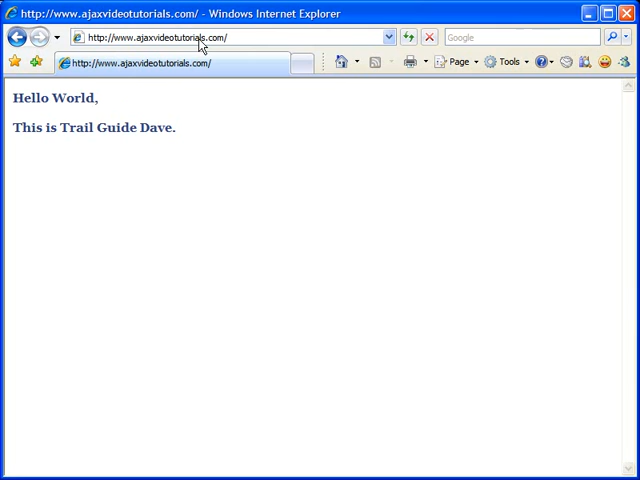 http://www.ajaxvideotutorials.com/ - Windows Internet Explorer
http://www.ajaxvideotutorials.com/
Google
http://www.ajaxvideotutorials.com/
Page
Tools
Hello World,
This is Trail Guide Dave.